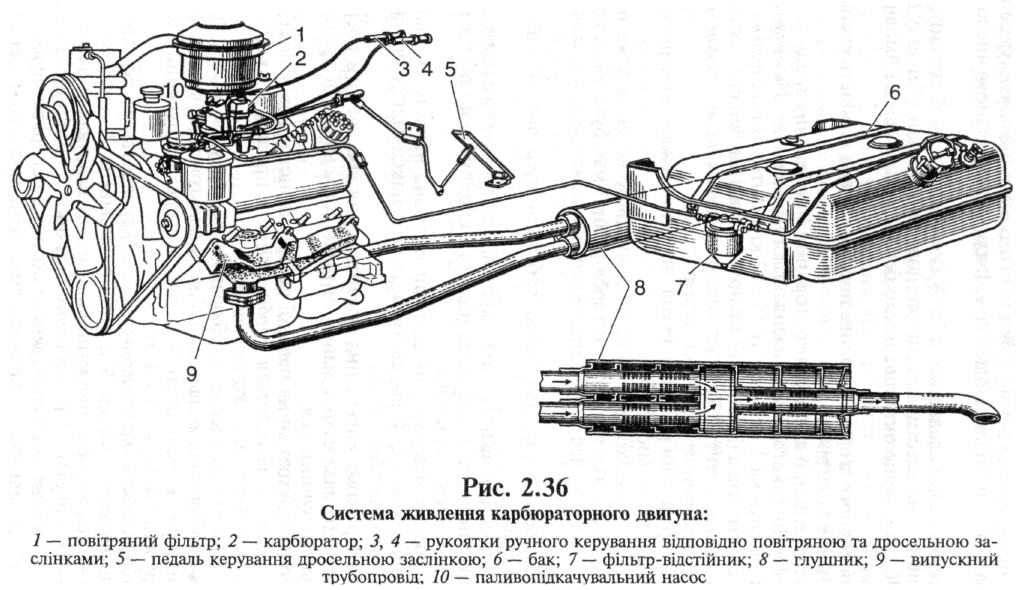 1
2
3
4
5
10
6
7
8
9
Рис. 2.36
Система живлення карбюраторного двигуна:
1 — повітряний фільтр; 2 — карбюратор; 3, 4 — рукоятки ручного керування відповідно повітряною та дросельною за-
слінками; 5 — педаль керування дросельною заслінкою; 6 — бак; 7 — фільтр-відстійник; 8 — глушник; 9 — випускний
трубопровід; 10 — паливопідкачувальний насос